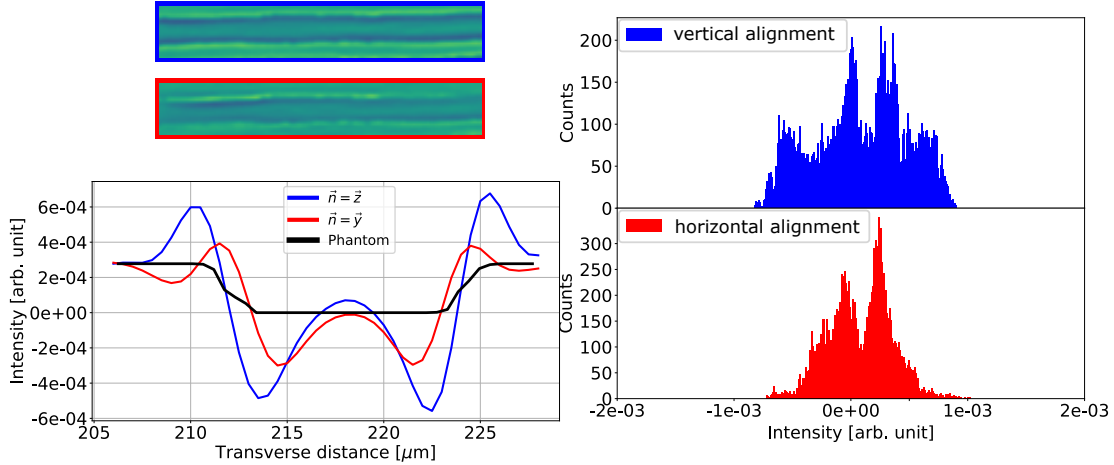 6e-04
4e-04
2e-04
0e+00
-2e-04
-4e-04
-6e-04
Intensity [arb. unit]
205
210
215
220
225
Transverse distance [μm]
n⃗ = z⃗
n⃗ = y⃗
Phantom
200
150
100
50
0
Counts
vertical alignment
300
250
200
150
100
50
0
Counts
horizontal alignment
-2e-03
-1e-03
0e+00
1e-03
2e-03
Intensity [arb. unit]